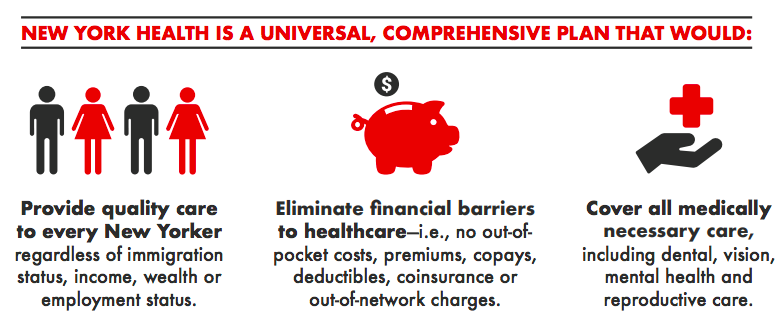 NEW YORK HEALTH IS A UNIVERSAL, COMPREHENSIVE PLAN THAT WOULD:
$
Provide quality care
to every New Yorker
regardless of immigration
status, income, wealth or
employment status.
Eliminate financial barriers
to healthcare—i.e., no out-of-
pocket costs, premiums, copays,
deductibles, coinsurance or
out-of-network charges.
Cover all medically
necessary care,
including dental, vision,
mental health and
reproductive care.